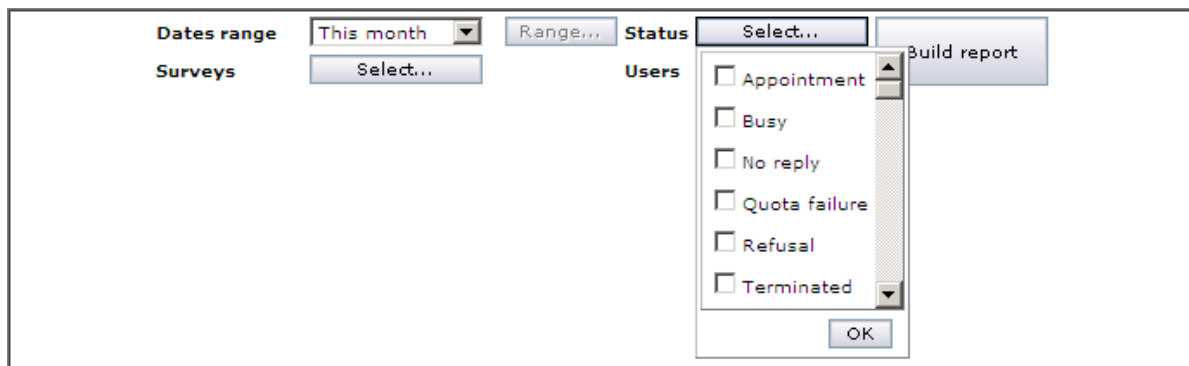 Dates range This month Range... Status Select...
Build report
Surveys Select... Users
Appointment
Busy
No reply
Quota failure
Refusal
Terminated
OK